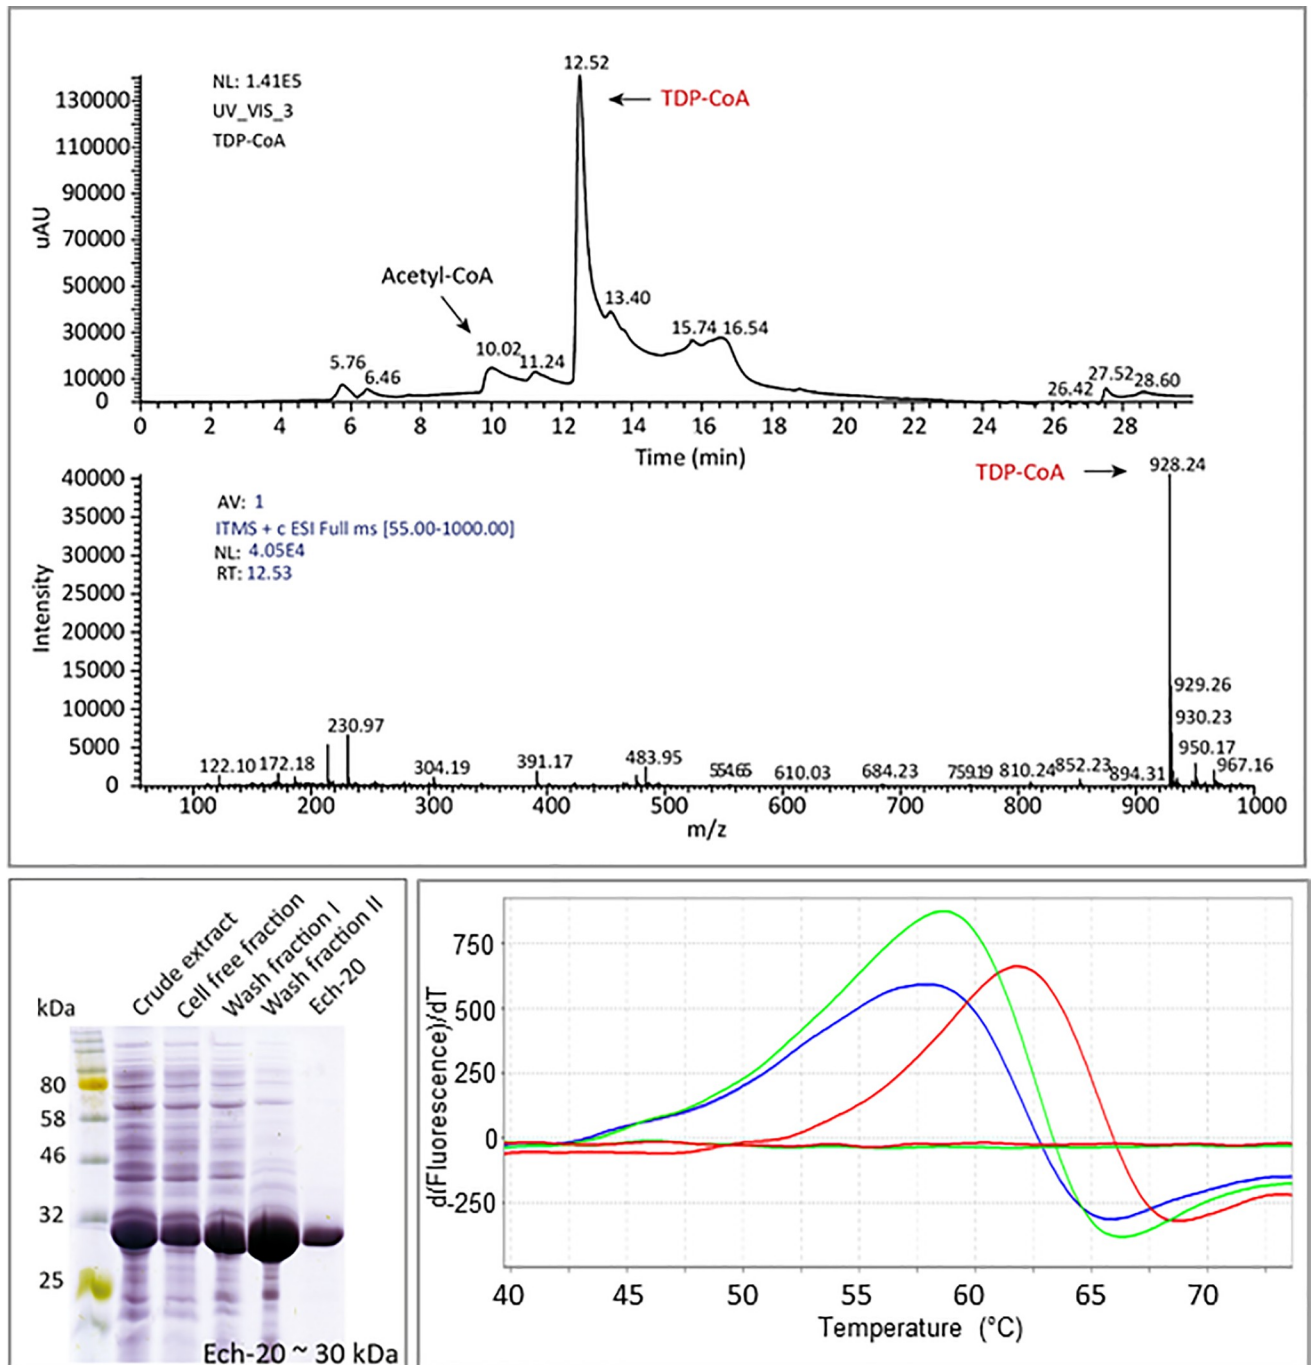 12.52
NL: 1.41E5
UV_VIS_3
TDP-CoA
TDP-CoA
130000
110000
90000
70000
50000
30000
10000
0
uAU
Acetyl-CoA
5.76
6.46
10.02
11.24
13.40
15.74
16.54
26.42
27.52
28.60
0 2 4 6 8 10 12 14 16 18 20 22 24 26 28
Time (min)
TDP-CoA
928.24
40000
35000
30000
25000
20000
15000
10000
5000
0
Intensity
AV: 1
ITMS + c ESI Full ms [55.00-1000.00]
NL: 4.05E4
RT: 12.53
929.26
930.23
950.17
967.16
122.10 172.18 230.97 304.19 391.17 483.95 554.65 610.03 684.23 759.19 810.24 852.23 894.31
100 200 300 400 500 600 700 800 900 1000
m/z
Crude extract
Cell free fraction
Wash fraction I
Wash fraction II
Ech-20
kDa
80
58
46
32
25
Ech-20 ~ 30 kDa
d(Fluorescence)/dT
750
500
250
0
-250
40 45 50 55 60 65 70
Temperature (°C)